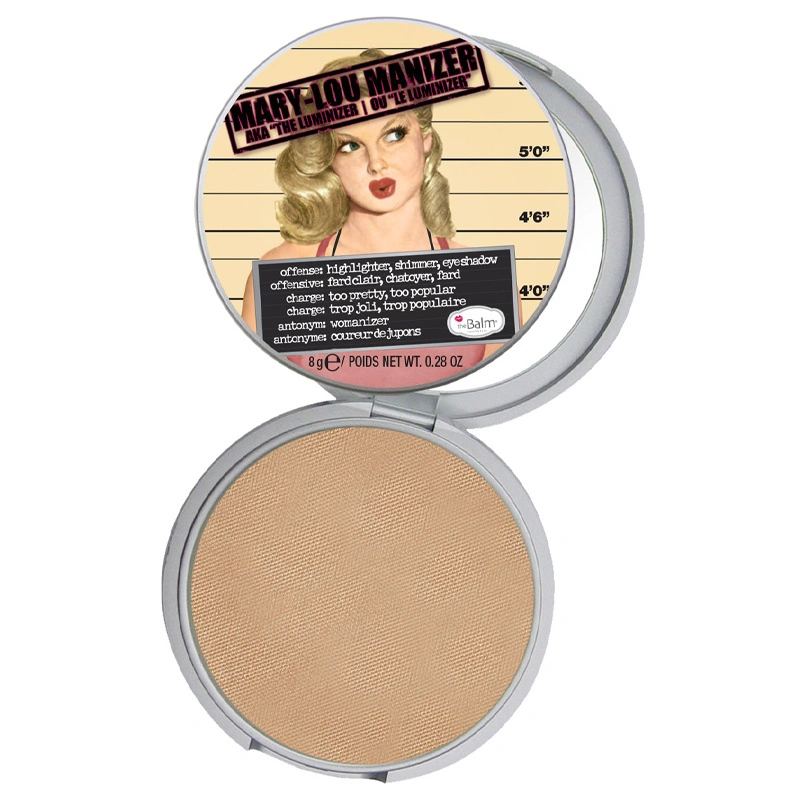 MARY-LOU MANIZER
AKA "THE LUMINIZER | OU "LE LUMINIZER"
5'0"
4'6"
4'0"
offense: highlighter, shimmer, eyeshadow
offensive: fard clair, chatoyer, fard
charge: too pretty, too popular
charge: trop joli, trop populaire
antonym: womanizer
antonyme: coureur de jupons
theBalm
8 g ℮ / POIDS NET WT. 0.28 OZ